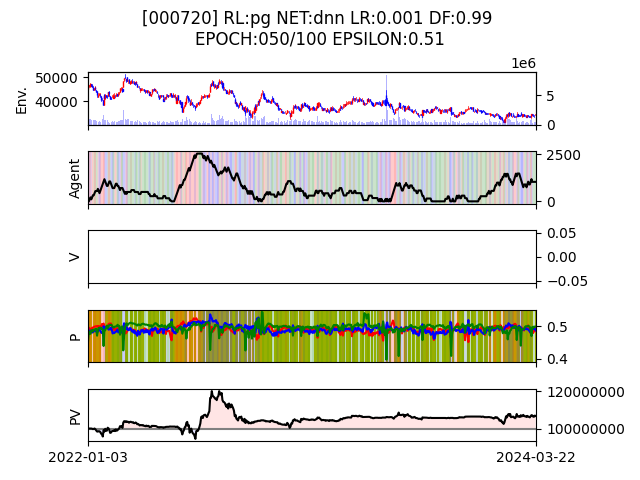 [000720] RL:pg NET:dnn LR:0.001 DF:0.99
EPOCH:050/100 EPSILON:0.51
1e6
Env.
50000
40000
5
0
Agent
2500
0
V
0.05
0.00
−0.05
P
0.5
0.4
PV
120000000
100000000
2022-01-03
2024-03-22